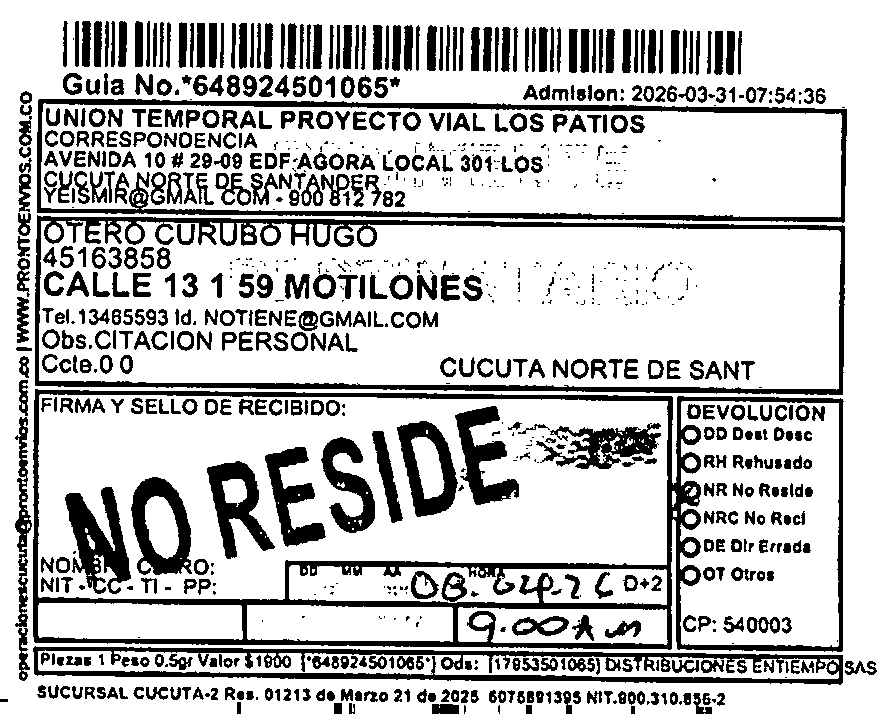 Guia No.*648924501065*
Admision: 2026-03-31-07:54:36
UNION TEMPORAL PROYECTO VIAL LOS PATIOS
CORRESPONDENCIA
AVENIDA 10 # 29-09 EDF AGORA LOCAL 301 LOS
CUCUTA NORTE DE SANTANDER
YEISMIR@GMAIL COM - 900 812 782
OTERO CURUBO HUGO
45163858
CALLE 13 1 59 MOTILONES
Tel.13465593 Id. NOTIENE@GMAIL.COM
Obs.CITACION PERSONAL
Ccte.0 0
CUCUTA NORTE DE SANT
FIRMA Y SELLO DE RECIBIDO:
NO RESIDE
NIT - CC - TI - PP:
DD MM AA HORA
D+2
9:00 AM
DEVOLUCION
DD Dest Desc
RH Rehusado
NR No Reside
NRC No Reci
DE Dir Errada
OT Otros
CP: 540003
Piezas 1 Peso 0.5gr Valor $1900 [*648924501065*] Ods: [17953501065] DISTRIBUCIONES ENTIEMPO SAS
SUCURSAL CUCUTA-2 Res. 01213 de Marzo 21 de 2025 6075891395 NIT.900.310.856-2
operacionescucuta@prontoenvios.com.co | WWW.PRONTOENVIOS.COM.CO